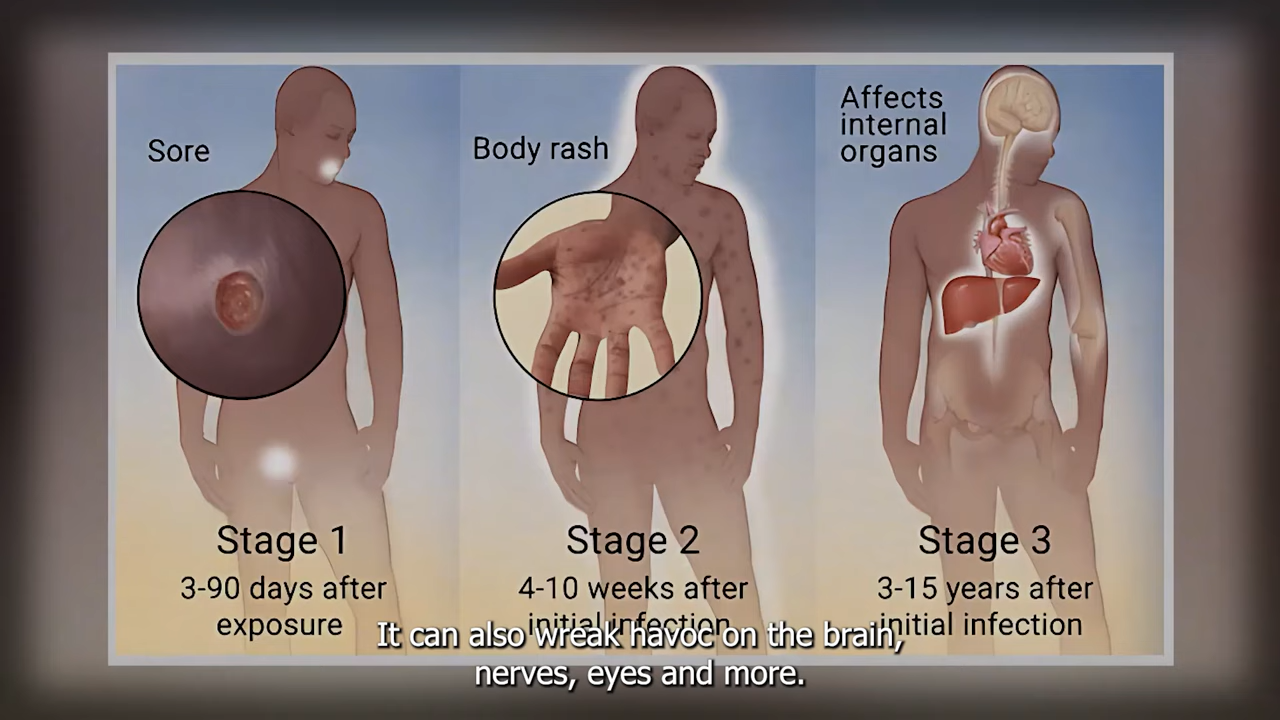 Sore
Body rash
Affects
internal
organs
Stage 1
3-90 days after
exposure
Stage 2
4-10 weeks after
initial infection
Stage 3
3-15 years after
initial infection
It can also wreak havoc on the brain,
nerves, eyes and more.